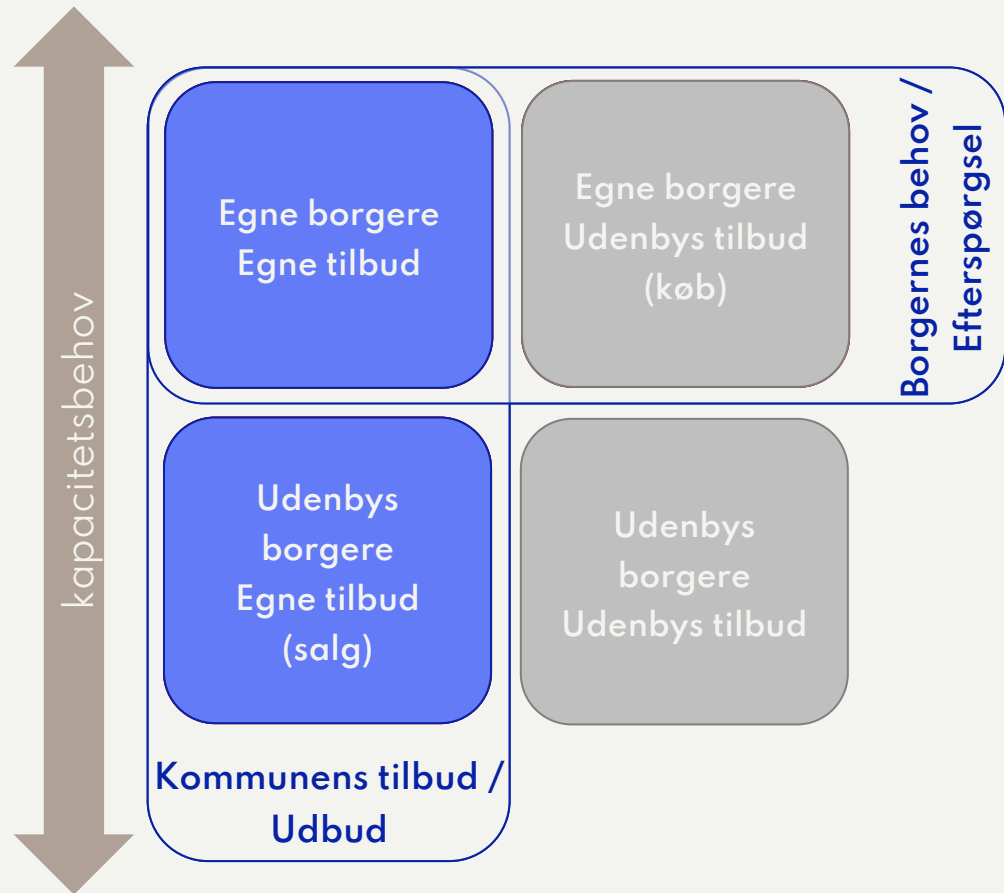 kapacitetsbehov
Egne borgere
Egne tilbud
Egne borgere
Udenbys tilbud
(køb)
Borgernes behov /
Efterspørgsel
Udenbys
borgere
Egne tilbud
(salg)
Udenbys
borgere
Udenbys tilbud
Kommunens tilbud /
Udbud